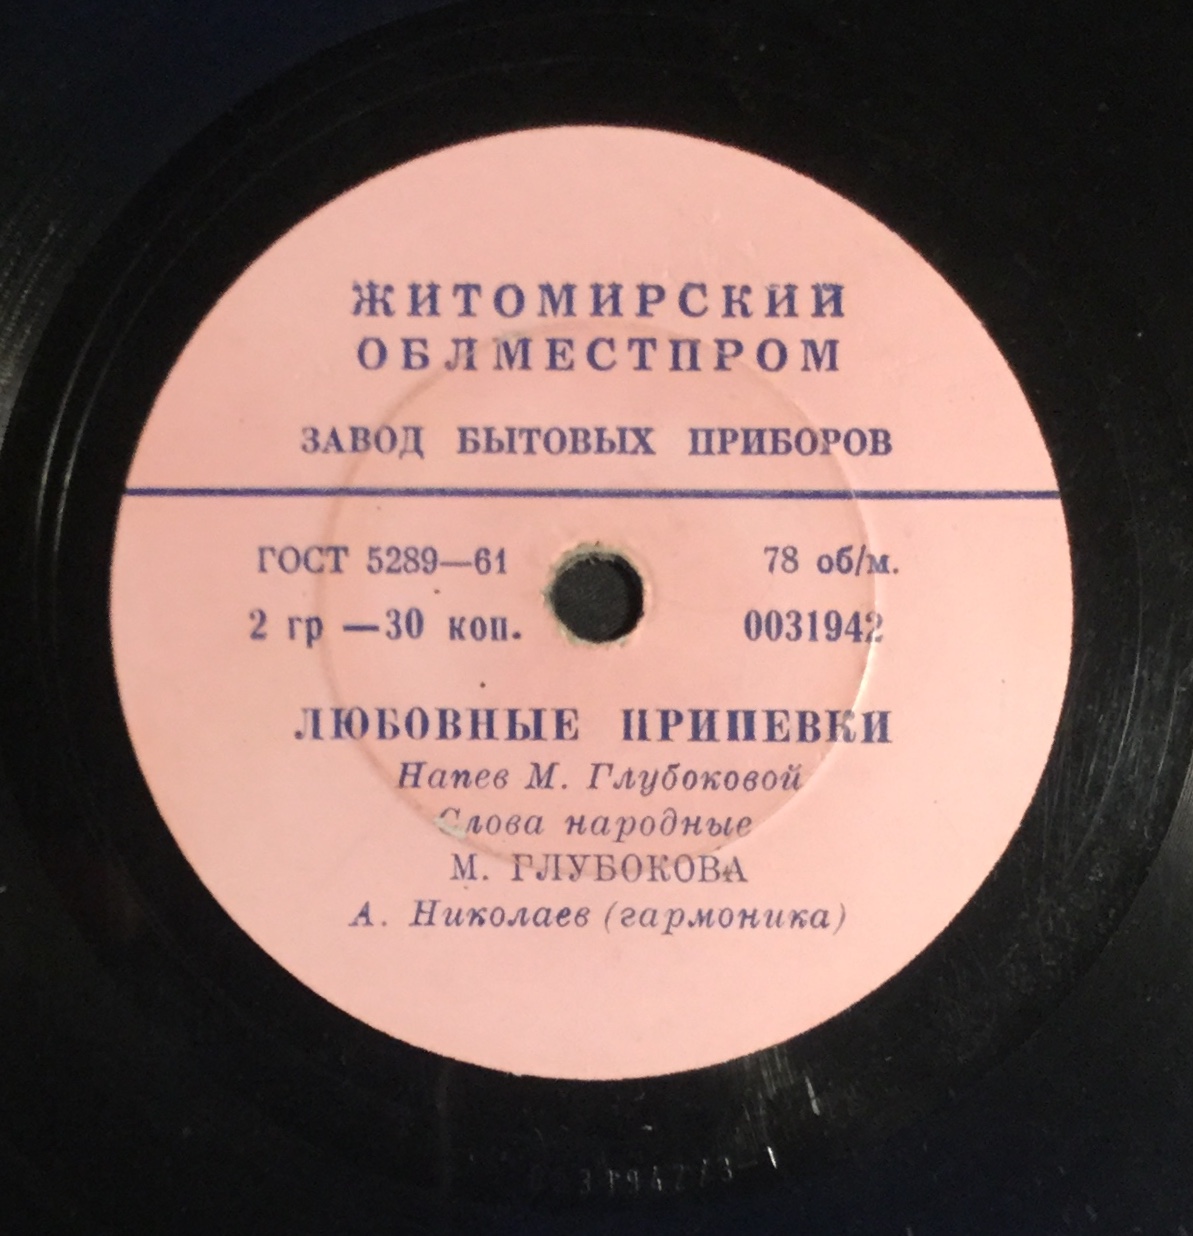 ЖИТОМИРСКИЙ
ОБЛМЕСТПРОМ
ЗАВОД БЫТОВЫХ ПРИБОРОВ
ГОСТ 5289—61 78 об/м.
2 гр —30 коп. 0031942
ЛЮБОВНЫЕ ПРИПЕВКИ
Напев М. Глубоковой
Слова народные
М. ГЛУБОКОВА
А. Николаев (гармоника)